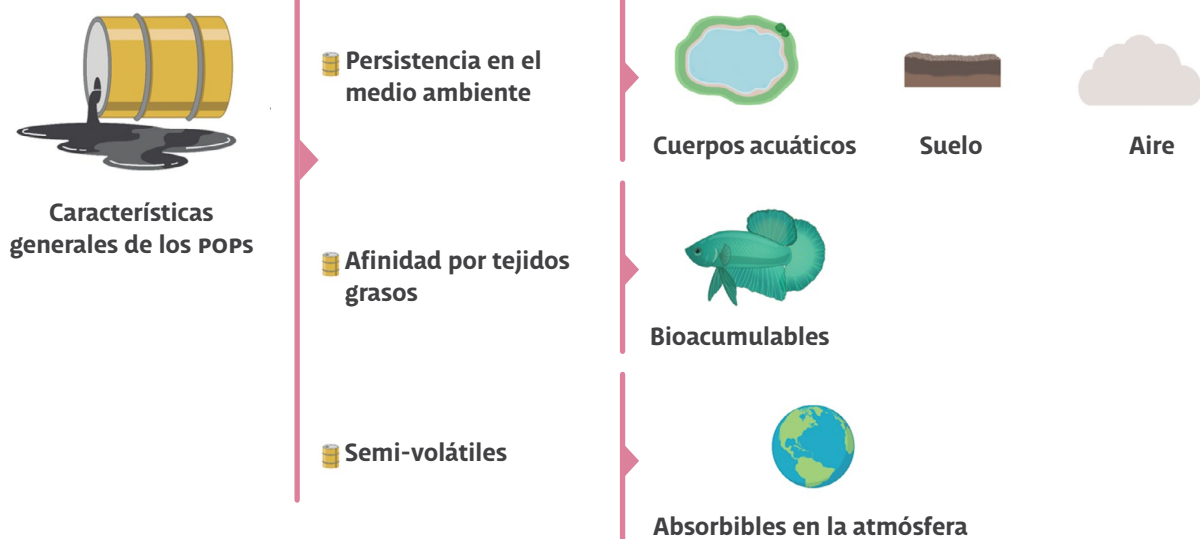 Características
generales de los POPs
Persistencia en el
medio ambiente
Cuerpos acuáticos
Suelo
Aire
Afinidad por tejidos
grasos
Bioacumulables
Semi-volátiles
Absorbibles en la atmósfera